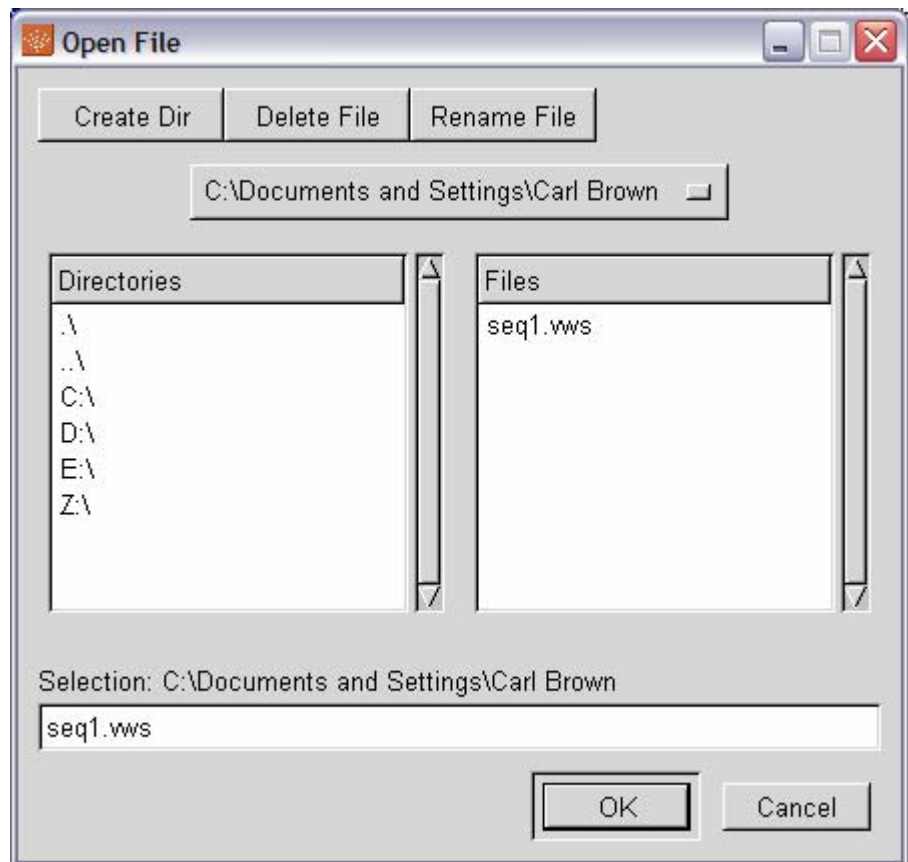 Open File
Create Dir Delete File Rename File
C:\Documents and Settings\Carl Brown
Directories
.\
..\
C:\
D:\
E:\
Z:\
Files
seq1.vws
Selection: C:\Documents and Settings\Carl Brown
seq1.vws
OK Cancel